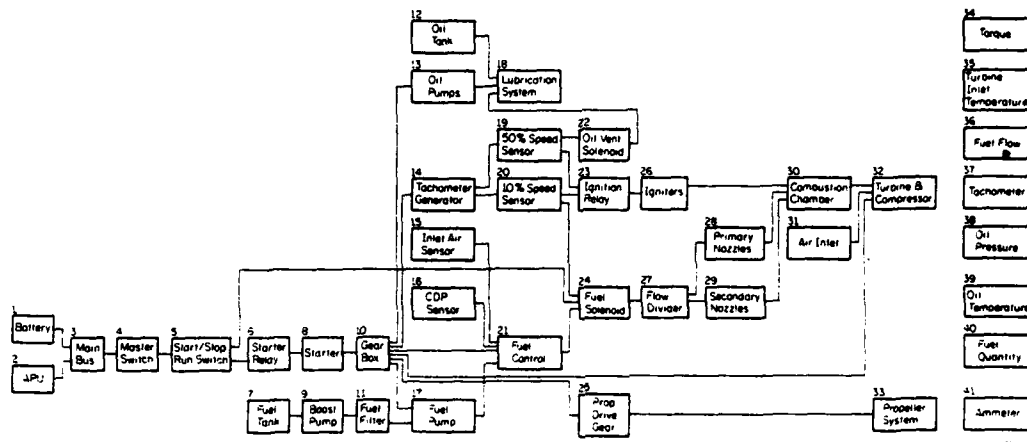 1
Battery
2
APU
3
Main
Bus
4
Master
Switch
5
Start/Stop
Run Switch
6
Starter
Relay
7
Fuel
Tank
8
Starter
9
Boost
Pump
10
Gear
Box
11
Fuel
Filter
12
Oil
Tank
13
Oil
Pumps
14
Tachometer
Generator
15
Inlet Air
Sensor
16
CDP
Sensor
17
Fuel
Pump
18
Lubrication
System
19
50% Speed
Sensor
20
10% Speed
Sensor
21
Fuel
Control
22
Oil Vent
Solenoid
23
Ignition
Relay
24
Fuel
Solenoid
25
Prop
Drive
Gear
26
Igniters
27
Flow
Divider
28
Primary
Nozzles
29
Secondary
Nozzles
30
Combustion
Chamber
31
Air Inlet
32
Turbine &
Compressor
33
Propeller
System
34
Torque
35
Turbine
Inlet
Temperature
36
Fuel Flow
37
Tachometer
38
Oil
Pressure
39
Oil
Temperature
40
Fuel
Quantity
41
Ammeter